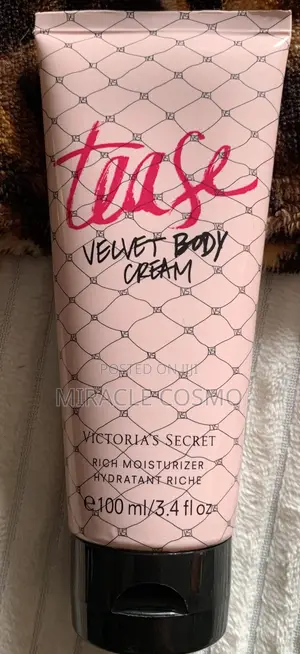 tease
VELVET BODY
CREAM
POSTED ON JIJI
MIRACLE COSMO
VICTORIA'S SECRET
RICH MOISTURIZER
HYDRATANT RICHE
e 100 ml/3.4 fl oz